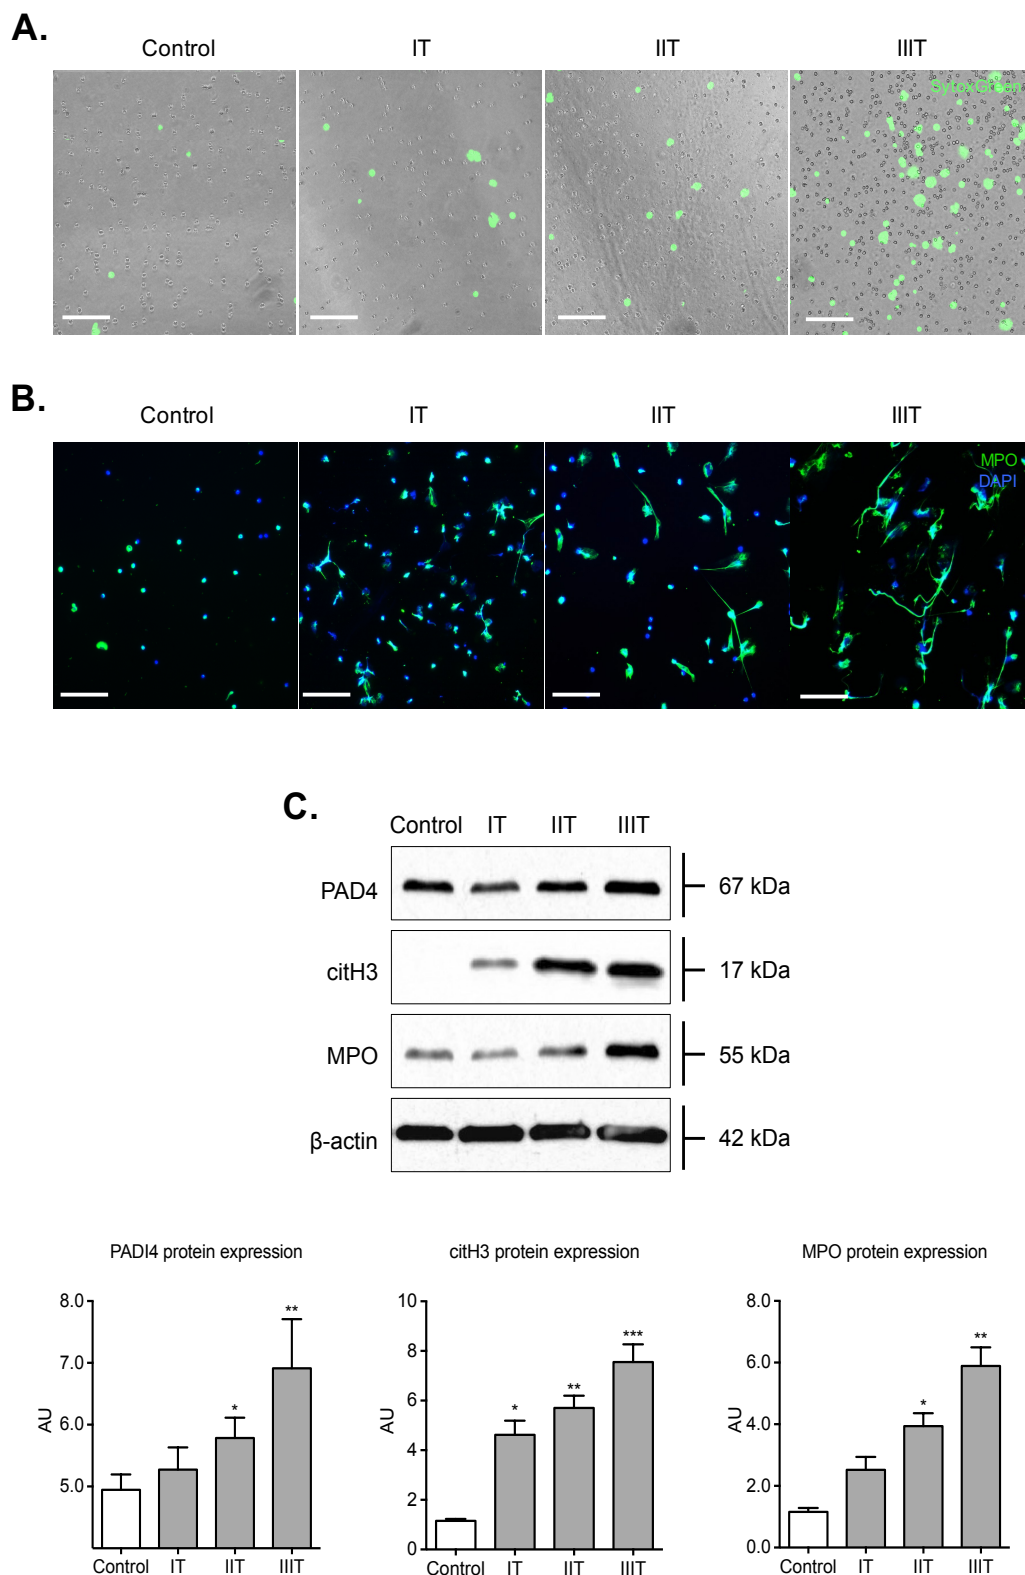 A.
Control IT IIT IIIT
SytoxGreen
B.
Control IT IIT IIIT
MPO
DAPI
C.
Control IT IIT IIIT
PAD4 67 kDa
citH3 17 kDa
MPO 55 kDa
β-actin 42 kDa
PADI4 protein expression
8.0
7.0
6.0
5.0
AU
* **
Control IT IIT IIIT
citH3 protein expression
10
8
6
4
2
0
AU
* ** ***
Control IT IIT IIIT
MPO protein expression
8.0
6.0
4.0
2.0
0.0
AU
* **
Control IT IIT IIIT